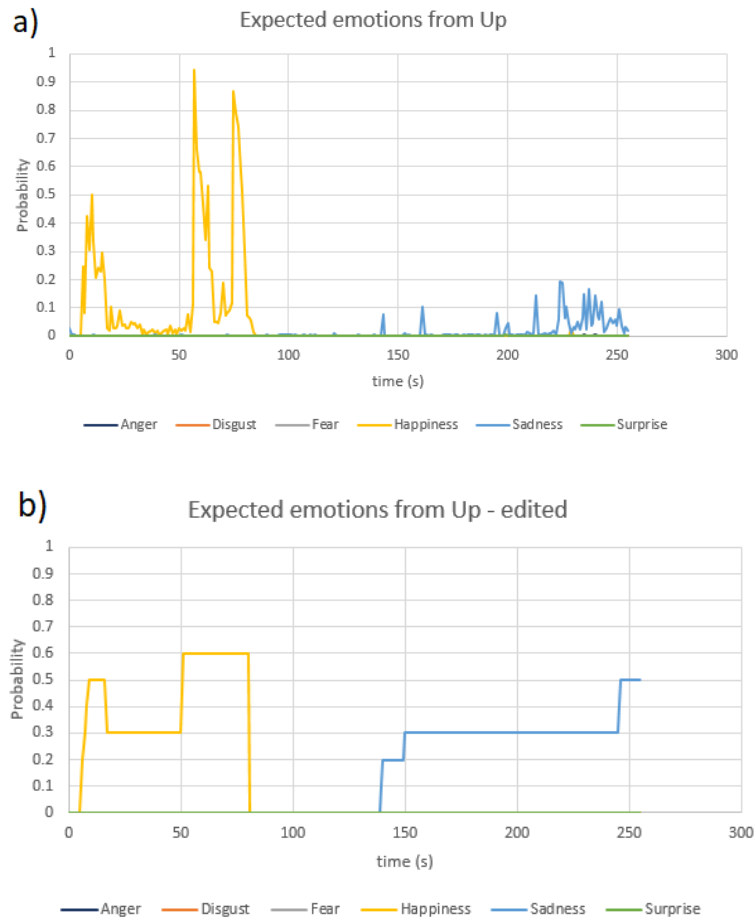 a)
Expected emotions from Up
1
0.9
0.8
0.7
0.6
0.5
0.4
0.3
0.2
0.1
0
Probability
0 50 100 150 200 250 300
time (s)
Anger Disgust Fear Happiness Sadness Surprise
b)
Expected emotions from Up - edited
1
0.9
0.8
0.7
0.6
0.5
0.4
0.3
0.2
0.1
0
Probability
0 50 100 150 200 250 300
time (s)
Anger Disgust Fear Happiness Sadness Surprise